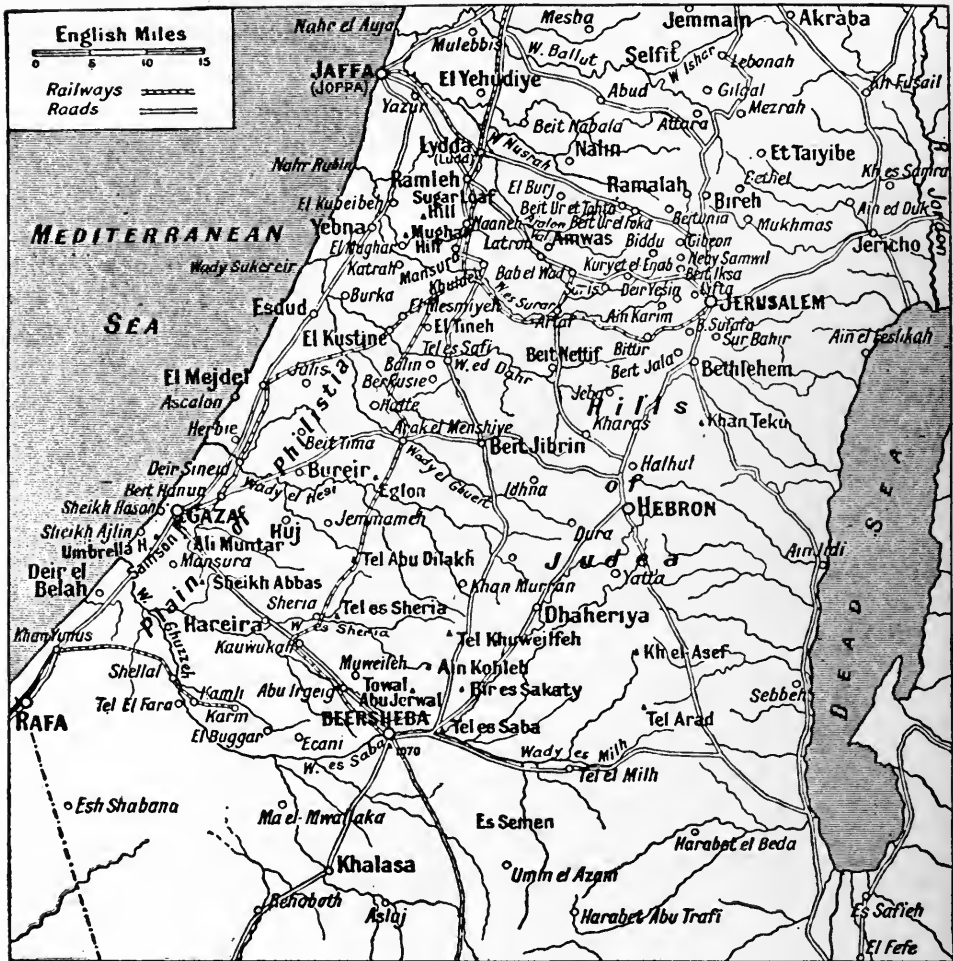 English Miles
0 5 10 15
Railways
Roads
Nahr el Auja
Mesha
Jemmain
Akraba
Mulebbis
W. Ballut
Selfit
W Ishar
Lebonah
JAFFA
(JOPPA)
El Yehudiye
Kh Fusail
Yazur
Abud
Gilgal
Mezrah
Beit Nabala
Attara
Lydda
(Ludd)
W Nusrah
Nalin
Et Taiyibe
Nahr Rubin
Ramleh
Ramalah
Bethel
Kh es Samra
R. Jordon
El Burj
Sugar Loaf
Hill
El Kubeibeh
Bireh
Ain ed Duk
Beit Ur et Tahta
Mukhmas
MEDITERRANEAN
Yebna
Naaneh
Mughar
Hill
El Mughar
Latron
Amwas
Biddu
Gibeon
Jericho
Neby Samwil
Wady Sukereir
Katrah
Mansura
Bab el Wad
Kuryet el Enab
Beit Iksa
Deir Yesin
Lifta
Burka
W es Surar
JERUSALEM
SEA
Esdud
El Mesmiyeh
Artuf
Ain Karim
El Tineh
El Kustine
B. Sufafa
Sur Bahir
Ain el Feshkah
Tel es Safi
Bittir
Beit Nettif
Beit Jala
W. ed Dahr
Bethlehem
El Mejdel
Julis
Balin
Berkusie
Jeba
Ascalon
Hatte
Kharas
Hills
Khan Teku
Herbie
Beit Tima
Arak el Menshiye
Beit Jibrin
Halhul
Deir Sineid
Bureir
Idhna
of
Beit Hanun
Wady el Hesi
Eglon
HEBRON
Sheikh Hason
GAZA
Huj
Jemmameh
Dura
Sheikh Ajlin
Umbrella H.
Samson
Ali Muntar
Mansura
Plain of Philistia
Tel Abu Dilakh
Judea
Ain Jidi
DEAD SEA
Deir el
Belah
Sheikh Abbas
Khan Murran
Yatta
Sheria
Tel es Sheria
Dhaheriya
Hareira
W. es Sheria
W. Ghuzzeh
Khan Yunus
Kauwukah
Tel Khuweilfeh
Kh el-Asef
Shellal
Muweileh
Ain Kohleh
Kamli
Abu Irgeig
Towal
Abu Jerwal
Bir es Sakaty
Sebbeh
Tel El Fara
Karim
RAFA
BEERSHEBA
Tel es Saba
Tel Arad
El Buggar
Ecani
W. es Saba
1070
Wady es Milh
Tel el Milh
Esh Shabana
Ma el-Mwallaka
Es Semen
Harabet el Beda
Khalasa
Umm el Azam
Behoboth
Aslaj
Harabet Abu Trafi
Es Safieh
El Fefe